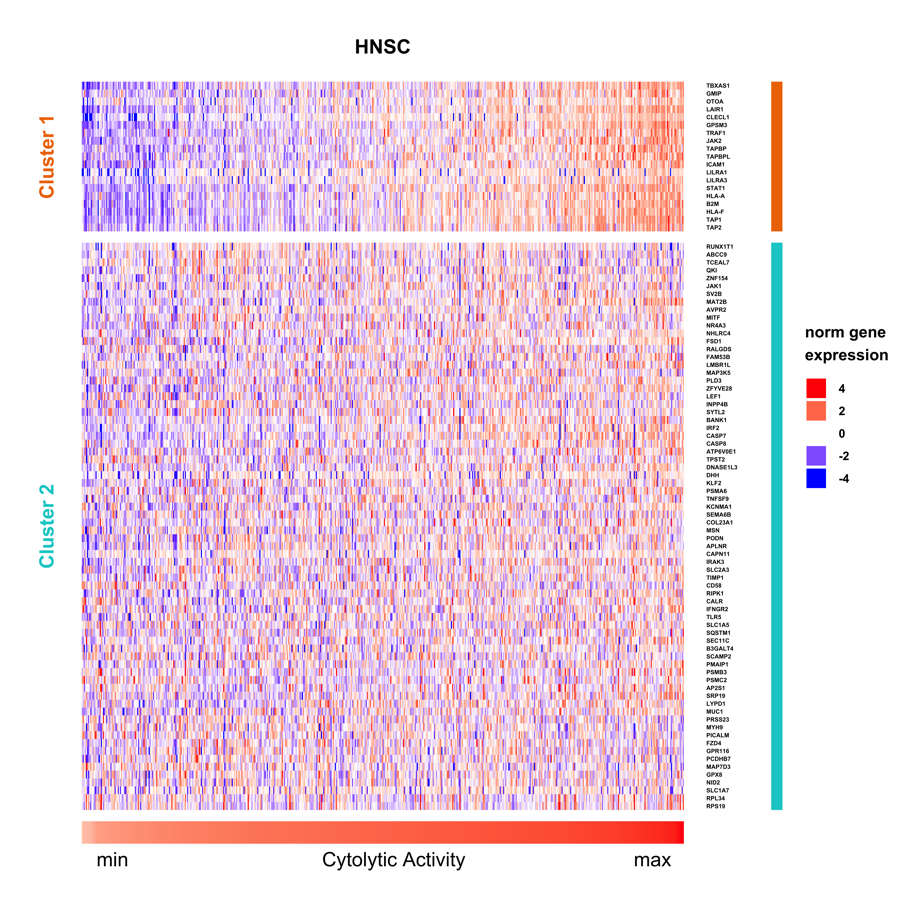 HNSC
Cluster 1
TBXAS1
GMIP
OTOA
LAIR1
CLECL1
GPSM3
TRAF1
JAK2
TAPBP
TAPBPL
ICAM1
LILRA1
LILRA3
STAT1
HLA-A
B2M
HLA-F
TAP1
TAP2
Cluster 2
RUNX1T1
ABCC9
TCEAL7
QKI
ZNF154
JAK1
SV2B
MAT2B
AVPR2
MITF
NR4A3
NHLRC4
FSD1
RALGDS
FAM53B
LMBR1L
MAP3K5
PLD3
ZFYVE28
LEF1
INPP4B
SYTL2
BANK1
IRF2
CASP7
CASP8
ATP6V0E1
TPST2
DNASE1L3
DHH
KLF2
PSMA6
TNFSF9
KCNMA1
SEMA6B
COL23A1
MSN
PODN
APLNR
CAPN11
IRAK3
SLC2A3
TIMP1
CD58
RIPK1
CALR
IFNGR2
TLR5
SLC1A5
SQSTM1
SEC11C
B3GALT4
SCAMP2
PMAIP1
PSMB3
PSMC2
AP2S1
SRP19
LYPD1
MUC1
PRSS23
MYH9
PICALM
FZD4
GPR116
PCDHB7
MAP7D3
GPX8
NID2
SLC1A7
RPL34
RPS19
norm gene
expression
4
2
0
-2
-4
min Cytolytic Activity max